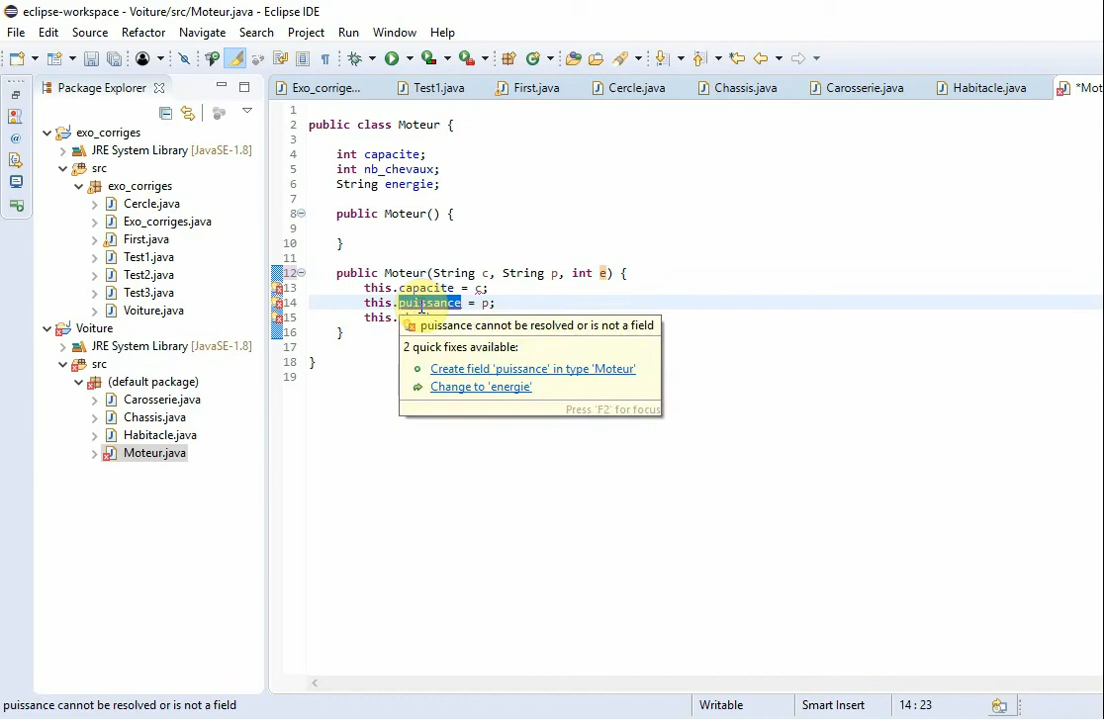 eclipse-workspace - Voiture/src/Moteur.java - Eclipse IDE
File Edit Source Refactor Navigate Search Project Run Window Help
Package Explorer
Exo_corrige... Test1.java First.java Cercle.java Chassis.java Carosserie.java Habitacle.java *Mot
exo_corriges
JRE System Library [JavaSE-1.8]
src
exo_corriges
Cercle.java
Exo_corriges.java
First.java
Test1.java
Test2.java
Test3.java
Voiture.java
Voiture
JRE System Library [JavaSE-1.8]
src
(default package)
Carosserie.java
Chassis.java
Habitacle.java
Moteur.java
1
2 public class Moteur {
3
4 int capacite;
5 int nb_chevaux;
6 String energie;
7
8 public Moteur() {
9
10 }
11
12 public Moteur(String c, String p, int e) {
13 this.capacite = c;
14 this.puissance = p;
15 this.
16 }
17
18 }
19
puissance cannot be resolved or is not a field
2 quick fixes available:
Create field 'puissance' in type 'Moteur'
Change to 'energie'
Press 'F2' for focus
puissance cannot be resolved or is not a field
Writable Smart Insert 14 : 23